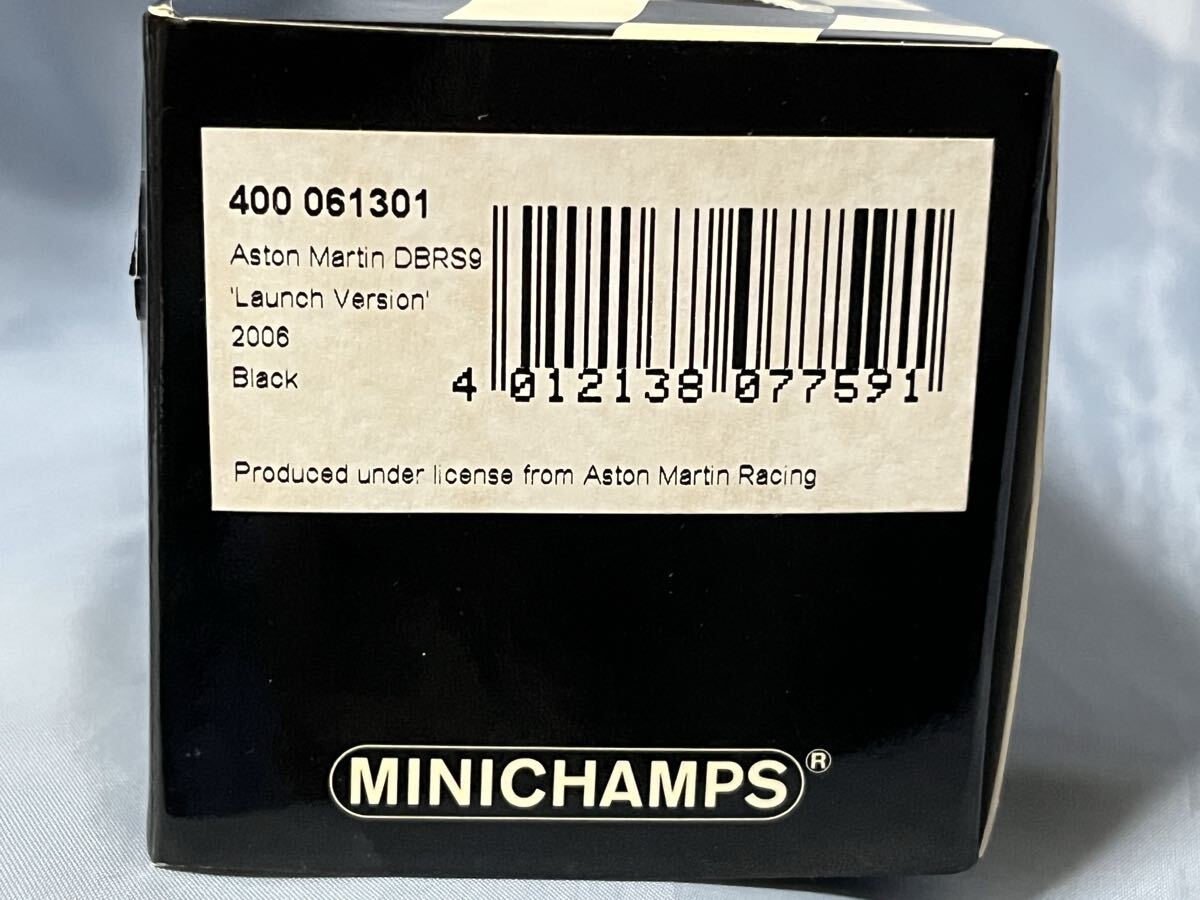 400 061301
Aston Martin DBRS9
'Launch Version'
2006
Black
4 012138 077591
Produced under license from Aston Martin Racing
MINICHAMPS®